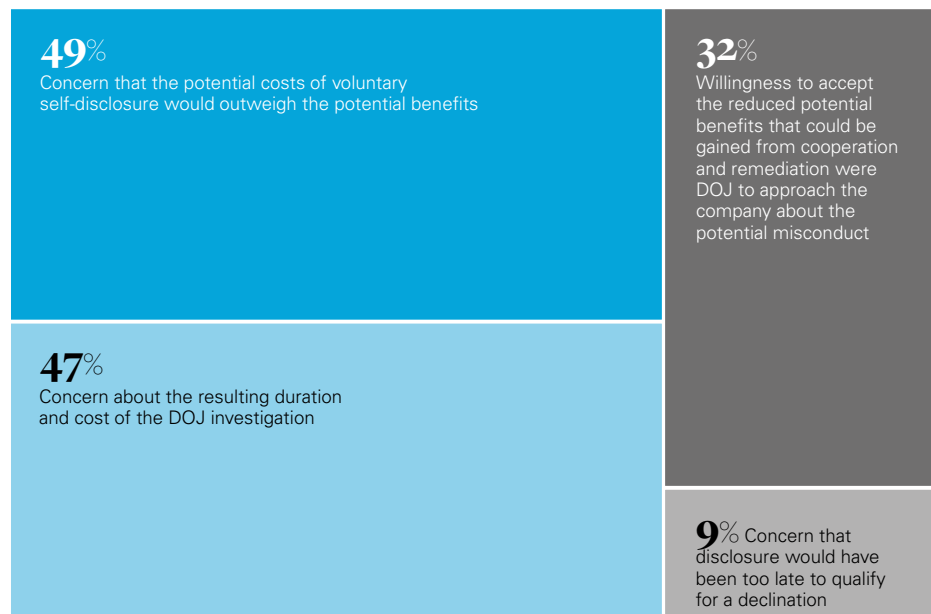 49%
Concern that the potential costs of voluntary
self-disclosure would outweigh the potential benefits
47%
Concern about the resulting duration
and cost of the DOJ investigation
32%
Willingness to accept
the reduced potential
benefits that could be
gained from cooperation
and remediation were
DOJ to approach the
company about the
potential misconduct
9% Concern that
disclosure would have
been too late to qualify
for a declination